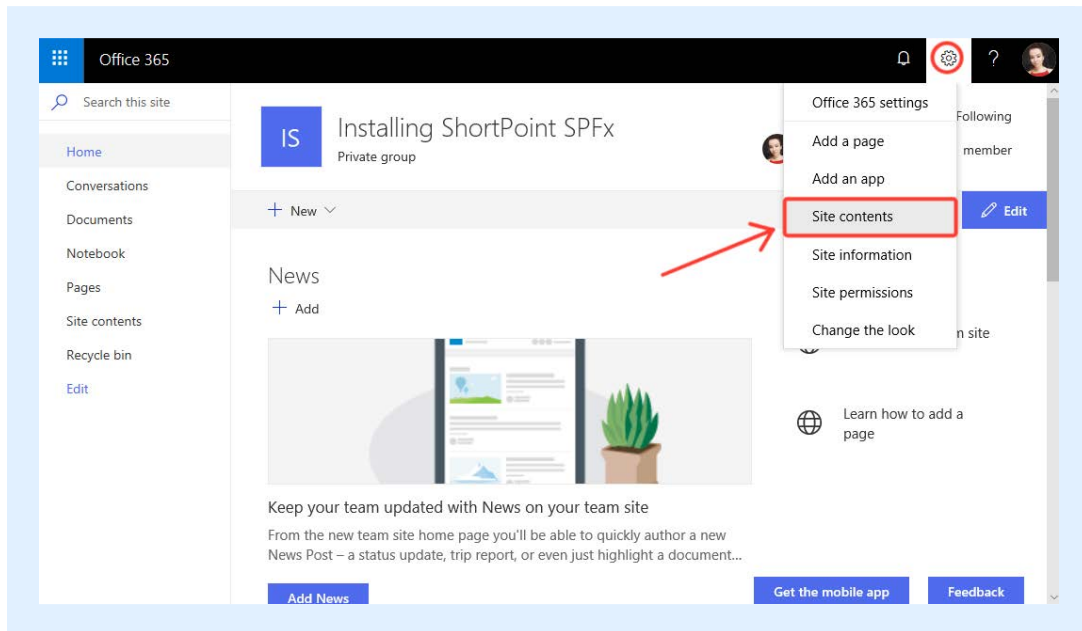 Office 365
?
Search this site
Home
Conversations
Documents
Notebook
Pages
Site contents
Recycle bin
Edit
IS
Installing ShortPoint SPFx
Private group
Following
member
+ New
Edit
Office 365 settings
Add a page
Add an app
Site contents
Site information
Site permissions
Change the look
News
+ Add
n site
Learn how to add a
page
Keep your team updated with News on your team site
From the new team site home page you'll be able to quickly author a new
News Post – a status update, trip report, or even just highlight a document...
Add News
Get the mobile app
Feedback